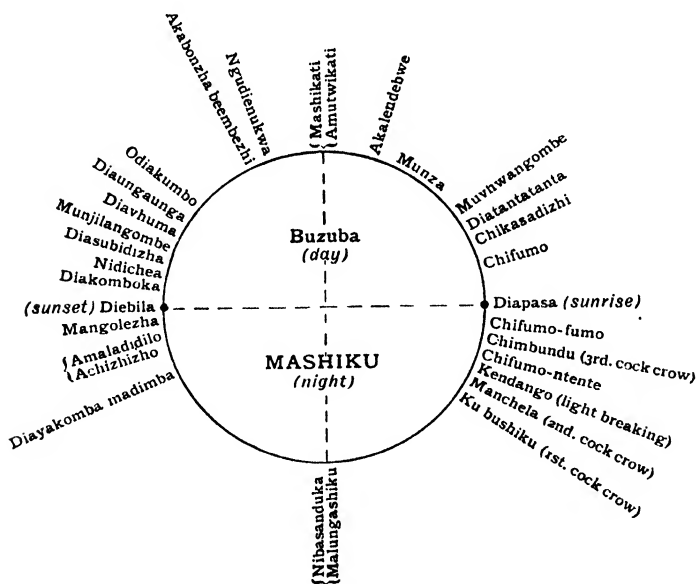 Akabonzha beembezhi
Ngudienukwa
Mashikati
Amutwikati
Akalendebwe
Munza
Muvhwangombe
Diatantatanta
Chikasadizhi
Chifumo
Odiakumbo
Diaungaunga
Diavhuma
Munjilangombe
Diasubidizha
Nidichea
Diakomboka
(sunset) Diebila
Buzuba
(day)
Diapasa (sunrise)
Mangolezha
Amaladidilo
Achizhizho
Diayakomba madimba
MASHIKU
(night)
Chifumo-fumo
Chimbundu (3rd. cock crow)
Chifumo-ntente
Kendango (light breaking)
Manchela (2nd. cock crow)
Ku bushiku (1st. cock crow)
Nibasanduka
Malungashiku